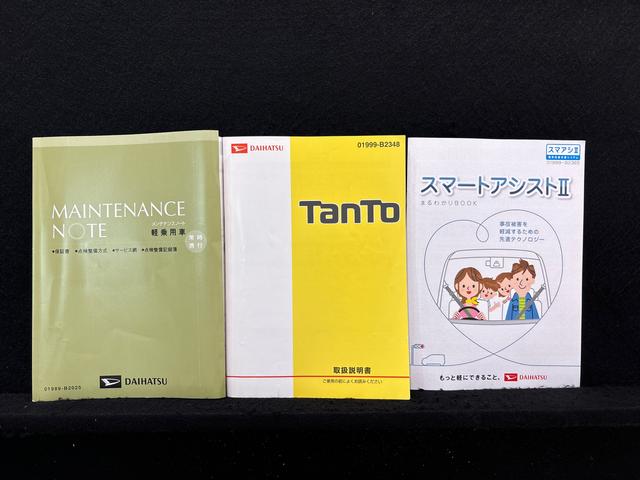 MAINTENANCE
NOTE
メンテナンスノート
軽乗用車
常時
携行
●保証書 ●点検整備方式 ●サービス網 ●点検整備記録簿
01999-B2020
DAIHATSU
DAIHATSU
01999-B2348
TanTo
取扱説明書
ご使用の前によくお読みください
スマアシⅡ
スマートアシストⅡ
まるわかりBOOK
事故被害を
軽減するための
先進テクノロジー
もっと軽にできること。 DAIHATSU